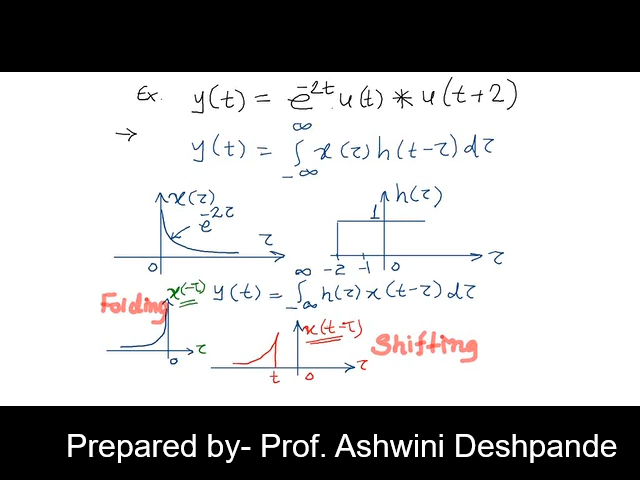 Ex. y(t) = e^-2t u(t) * u(t+2)
→ y(t) = ∫_-∞^∞ x(τ) h(t-τ) dτ
x(τ)
e^-2τ
τ
0
h(τ)
1
τ
-2 -1 0
Folding
x(-τ)
τ
0
y(t) = ∫_-∞^∞ h(τ) x(t-τ) dτ
x(t-τ)
τ
t 0
Shifting
Prepared by- Prof. Ashwini Deshpande